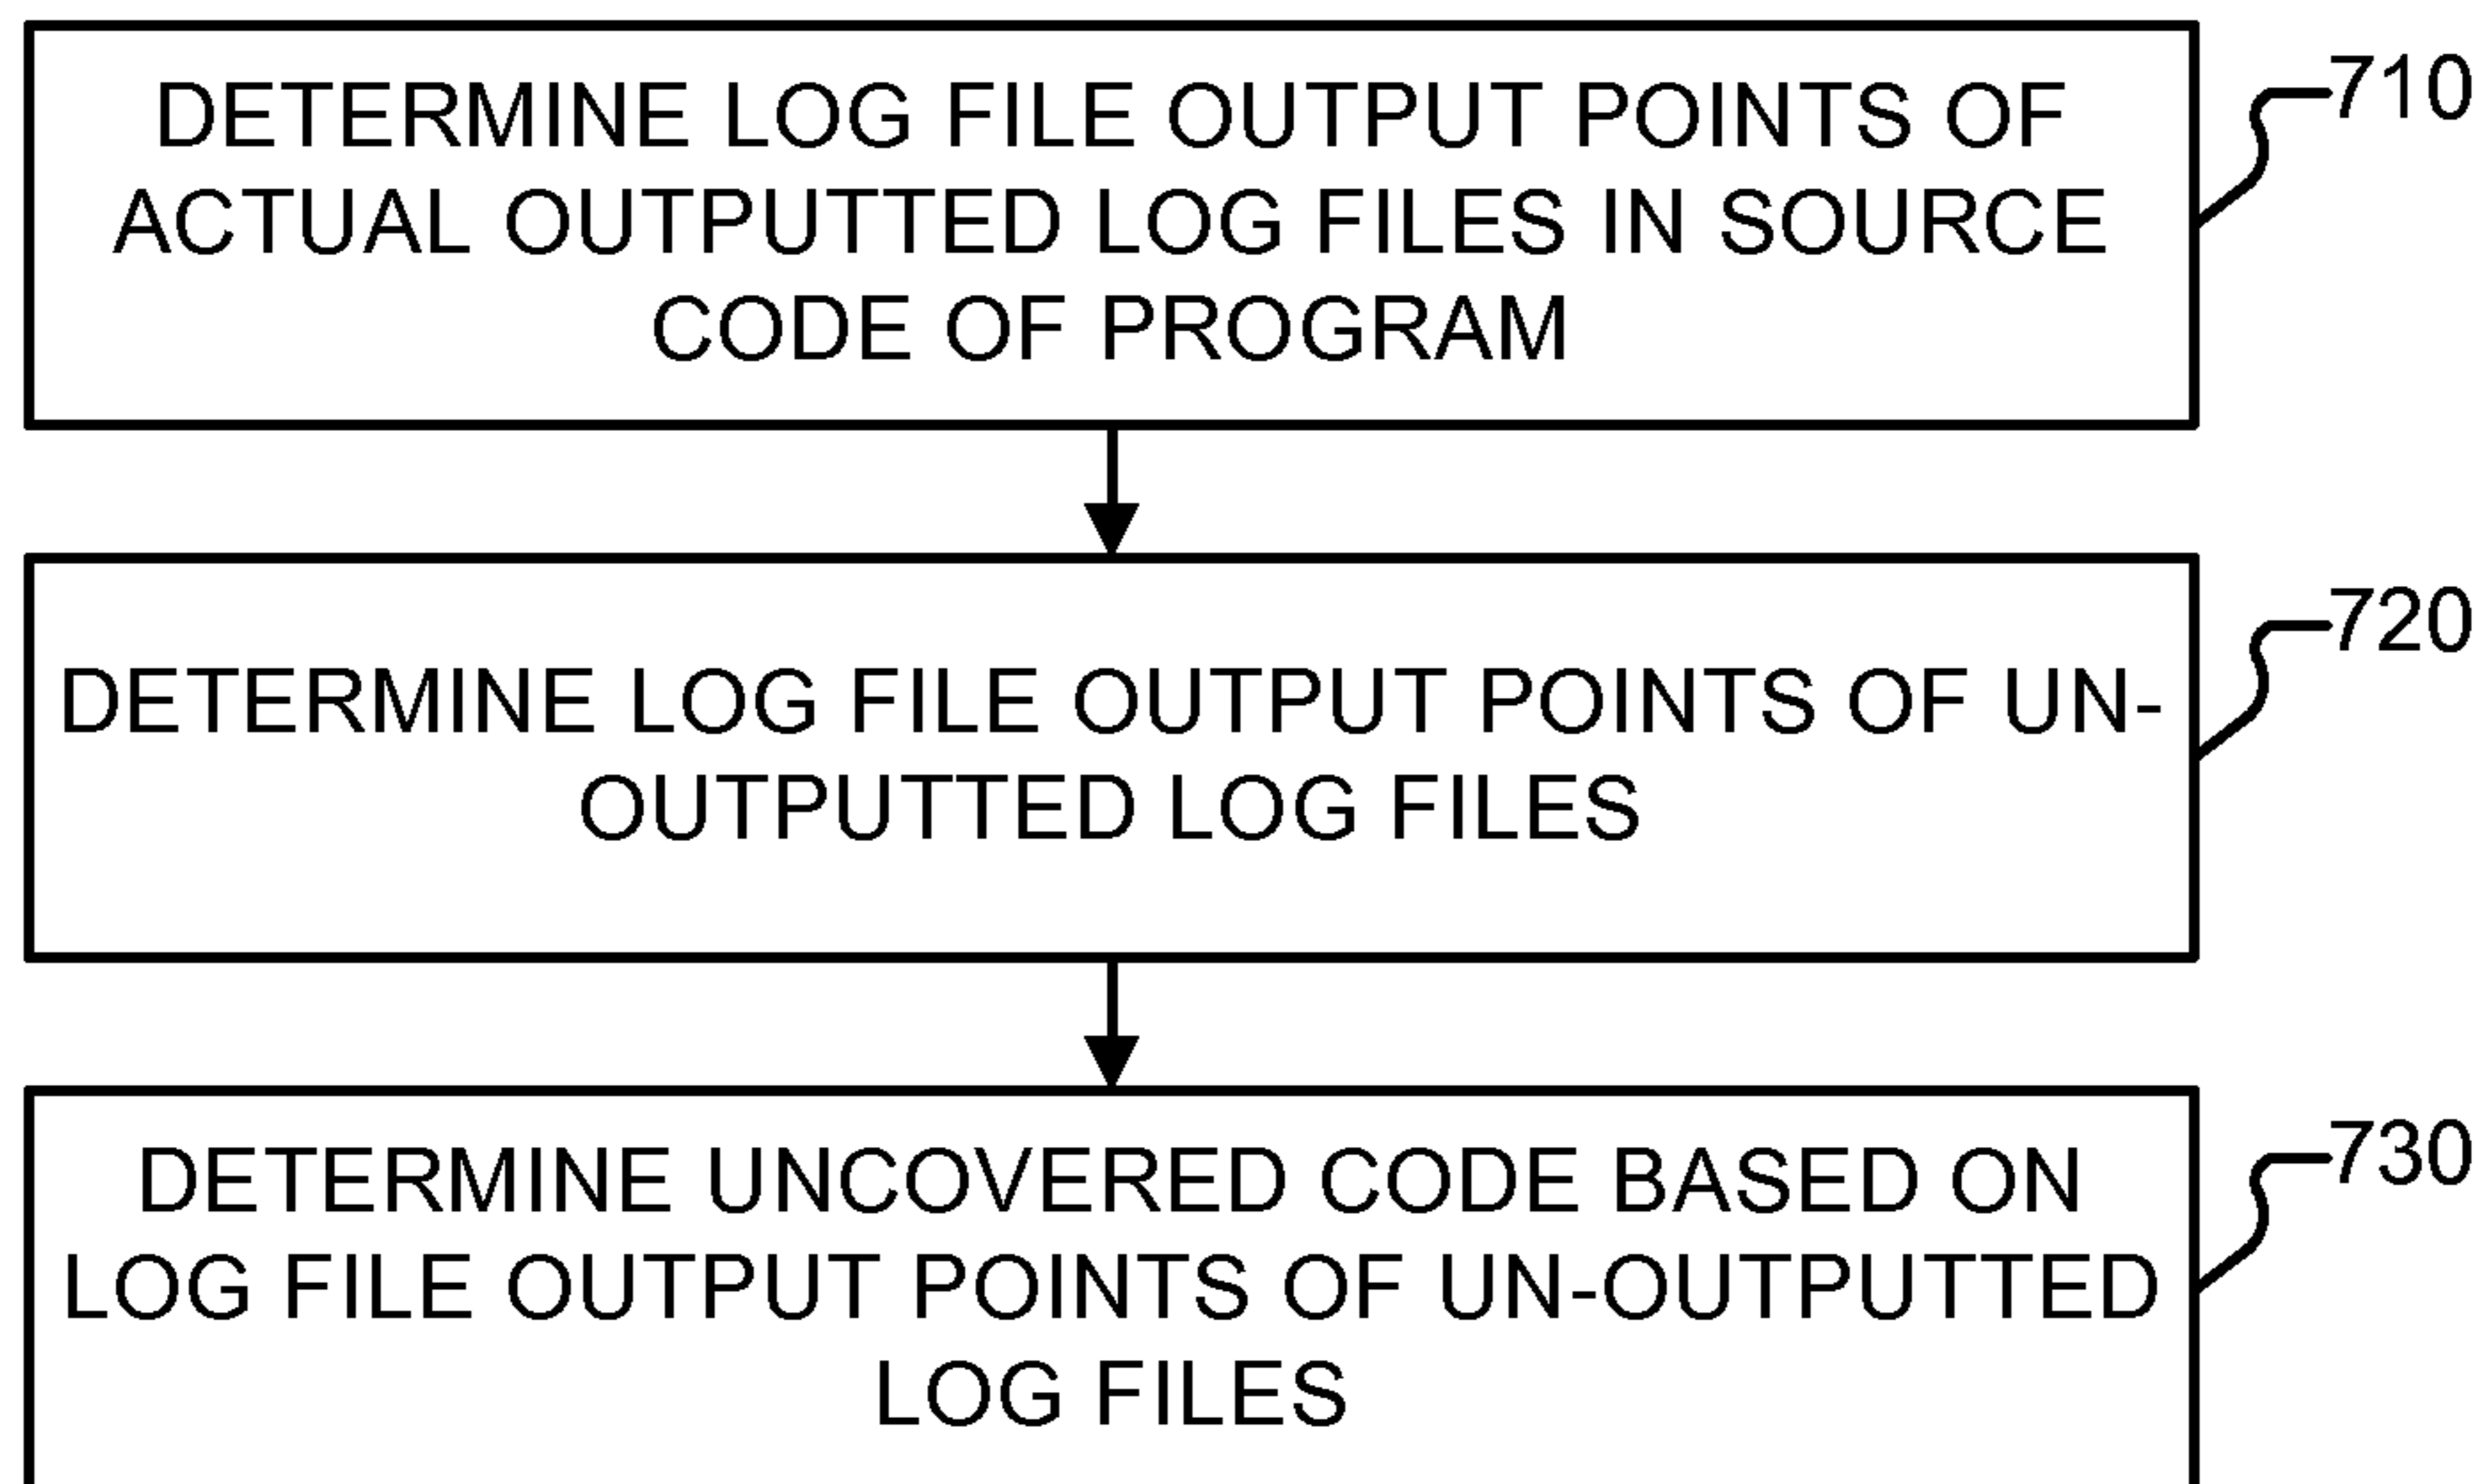 DETERMINE LOG FILE OUTPUT POINTS OF
ACTUAL OUTPUTTED LOG FILES IN SOURCE
CODE OF PROGRAM
710
DETERMINE LOG FILE OUTPUT POINTS OF UN-
OUTPUTTED LOG FILES
720
DETERMINE UNCOVERED CODE BASED ON
LOG FILE OUTPUT POINTS OF UN-OUTPUTTED
LOG FILES
730